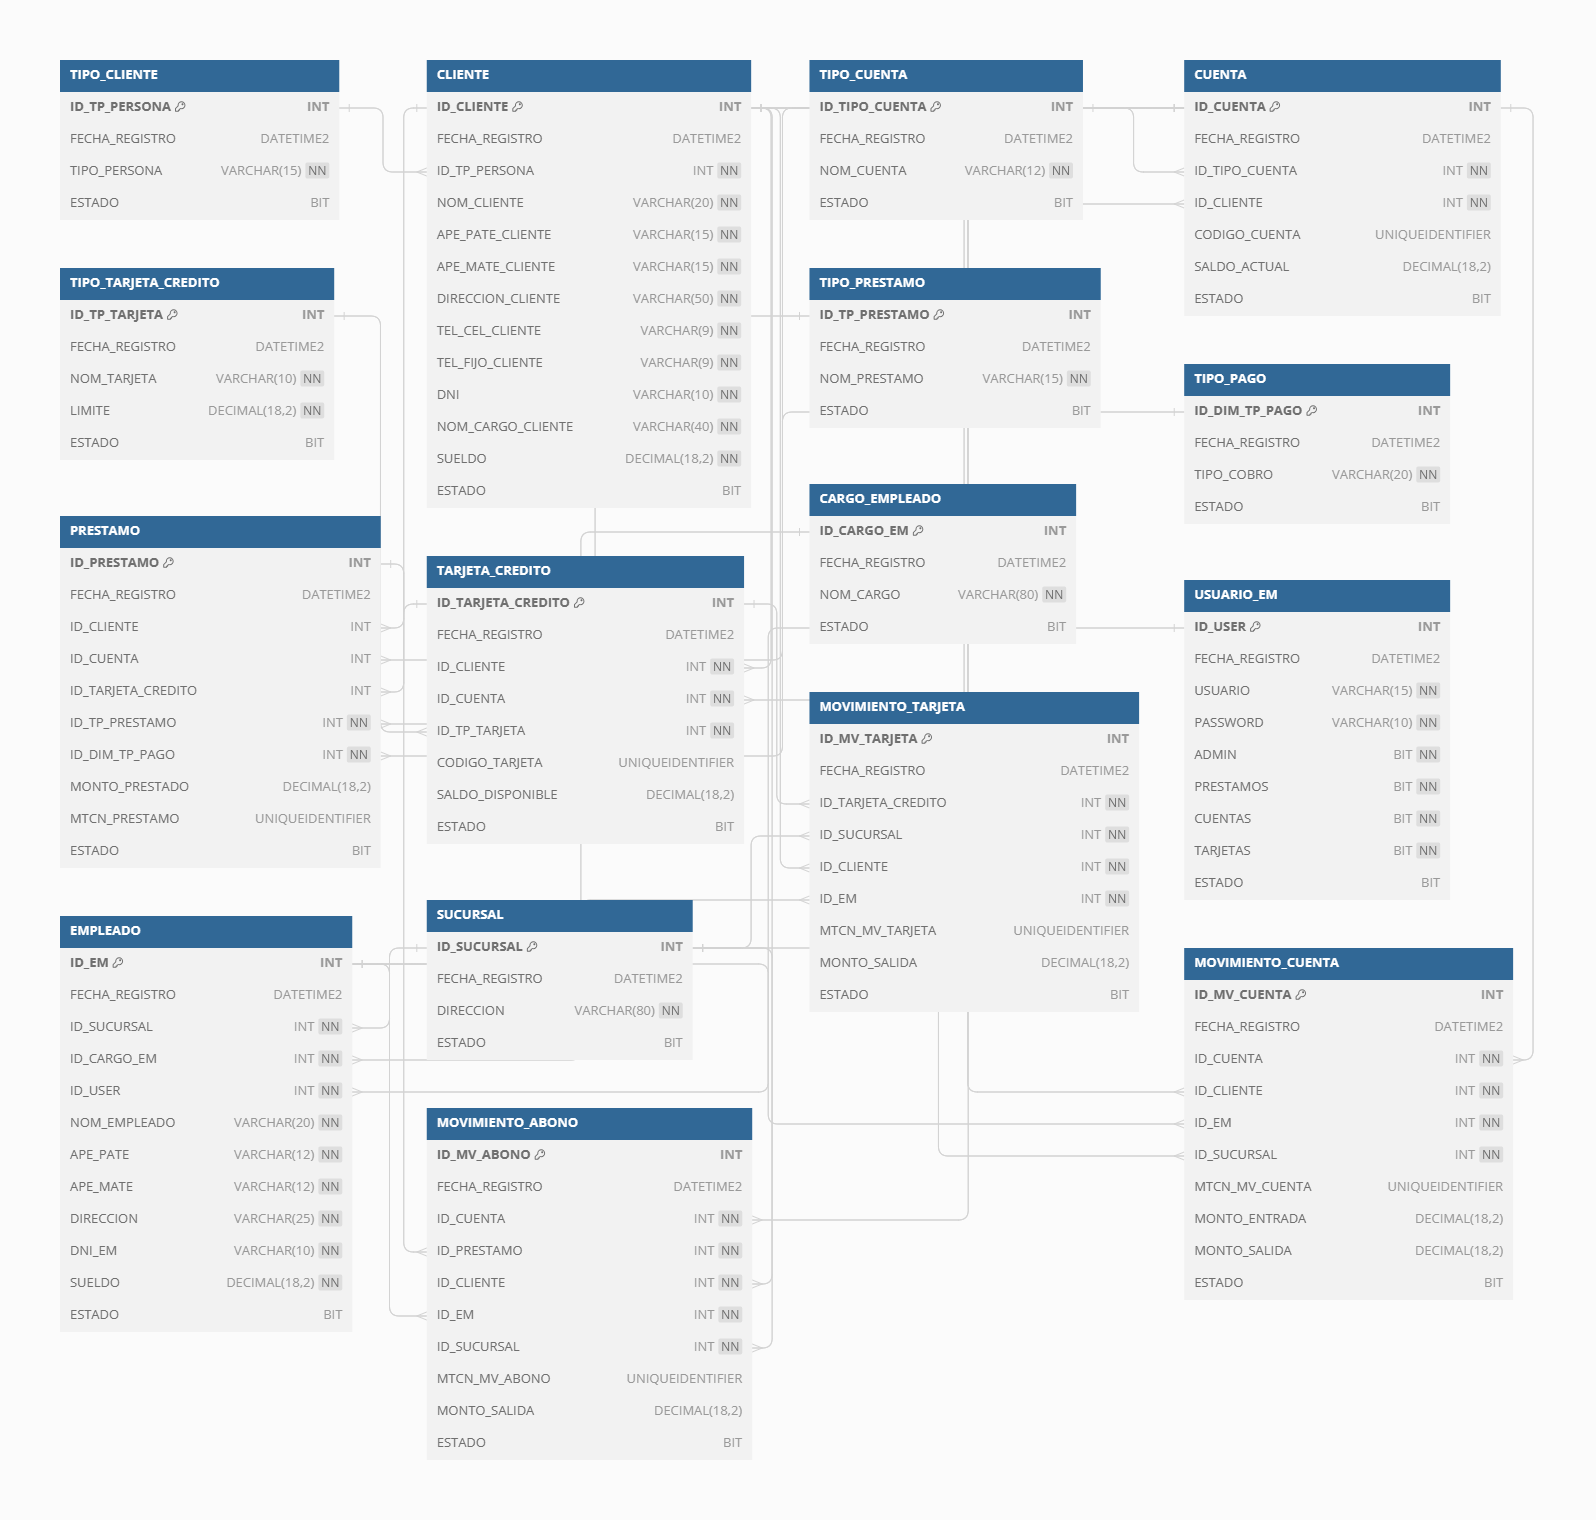 TIPO_CLIENTE
ID_TP_PERSONA INT
FECHA_REGISTRO DATETIME2
TIPO_PERSONA VARCHAR(15) NN
ESTADO BIT
TIPO_TARJETA_CREDITO
ID_TP_TARJETA INT
FECHA_REGISTRO DATETIME2
NOM_TARJETA VARCHAR(10) NN
LIMITE DECIMAL(18,2) NN
ESTADO BIT
PRESTAMO
ID_PRESTAMO INT
FECHA_REGISTRO DATETIME2
ID_CLIENTE INT
ID_CUENTA INT
ID_TARJETA_CREDITO INT
ID_TP_PRESTAMO INT NN
ID_DIM_TP_PAGO INT NN
MONTO_PRESTADO DECIMAL(18,2)
MTCN_PRESTAMO UNIQUEIDENTIFIER
ESTADO BIT
EMPLEADO
ID_EM INT
FECHA_REGISTRO DATETIME2
ID_SUCURSAL INT NN
ID_CARGO_EM INT NN
ID_USER INT NN
NOM_EMPLEADO VARCHAR(20) NN
APE_PATE VARCHAR(12) NN
APE_MATE VARCHAR(12) NN
DIRECCION VARCHAR(25) NN
DNI_EM VARCHAR(10) NN
SUELDO DECIMAL(18,2) NN
ESTADO BIT
CLIENTE
ID_CLIENTE INT
FECHA_REGISTRO DATETIME2
ID_TP_PERSONA INT NN
NOM_CLIENTE VARCHAR(20) NN
APE_PATE_CLIENTE VARCHAR(15) NN
APE_MATE_CLIENTE VARCHAR(15) NN
DIRECCION_CLIENTE VARCHAR(50) NN
TEL_CEL_CLIENTE VARCHAR(9) NN
TEL_FIJO_CLIENTE VARCHAR(9) NN
DNI VARCHAR(10) NN
NOM_CARGO_CLIENTE VARCHAR(40) NN
SUELDO DECIMAL(18,2) NN
ESTADO BIT
TARJETA_CREDITO
ID_TARJETA_CREDITO INT
FECHA_REGISTRO DATETIME2
ID_CLIENTE INT NN
ID_CUENTA INT NN
ID_TP_TARJETA INT NN
CODIGO_TARJETA UNIQUEIDENTIFIER
SALDO_DISPONIBLE DECIMAL(18,2)
ESTADO BIT
SUCURSAL
ID_SUCURSAL INT
FECHA_REGISTRO DATETIME2
DIRECCION VARCHAR(80) NN
ESTADO BIT
MOVIMIENTO_ABONO
ID_MV_ABONO INT
FECHA_REGISTRO DATETIME2
ID_CUENTA INT NN
ID_PRESTAMO INT NN
ID_CLIENTE INT NN
ID_EM INT NN
ID_SUCURSAL INT NN
MTCN_MV_ABONO UNIQUEIDENTIFIER
MONTO_SALIDA DECIMAL(18,2)
ESTADO BIT
TIPO_CUENTA
ID_TIPO_CUENTA INT
FECHA_REGISTRO DATETIME2
NOM_CUENTA VARCHAR(12) NN
ESTADO BIT
TIPO_PRESTAMO
ID_TP_PRESTAMO INT
FECHA_REGISTRO DATETIME2
NOM_PRESTAMO VARCHAR(15) NN
ESTADO BIT
CARGO_EMPLEADO
ID_CARGO_EM INT
FECHA_REGISTRO DATETIME2
NOM_CARGO VARCHAR(80) NN
ESTADO BIT
MOVIMIENTO_TARJETA
ID_MV_TARJETA INT
FECHA_REGISTRO DATETIME2
ID_TARJETA_CREDITO INT NN
ID_SUCURSAL INT NN
ID_CLIENTE INT NN
ID_EM INT NN
MTCN_MV_TARJETA UNIQUEIDENTIFIER
MONTO_SALIDA DECIMAL(18,2)
ESTADO BIT
CUENTA
ID_CUENTA INT
FECHA_REGISTRO DATETIME2
ID_TIPO_CUENTA INT NN
ID_CLIENTE INT NN
CODIGO_CUENTA UNIQUEIDENTIFIER
SALDO_ACTUAL DECIMAL(18,2)
ESTADO BIT
TIPO_PAGO
ID_DIM_TP_PAGO INT
FECHA_REGISTRO DATETIME2
TIPO_COBRO VARCHAR(20) NN
ESTADO BIT
USUARIO_EM
ID_USER INT
FECHA_REGISTRO DATETIME2
USUARIO VARCHAR(15) NN
PASSWORD VARCHAR(10) NN
ADMIN BIT NN
PRESTAMOS BIT NN
CUENTAS BIT NN
TARJETAS BIT NN
ESTADO BIT
MOVIMIENTO_CUENTA
ID_MV_CUENTA INT
FECHA_REGISTRO DATETIME2
ID_CUENTA INT NN
ID_CLIENTE INT NN
ID_EM INT NN
ID_SUCURSAL INT NN
MTCN_MV_CUENTA UNIQUEIDENTIFIER
MONTO_ENTRADA DECIMAL(18,2)
MONTO_SALIDA DECIMAL(18,2)
ESTADO BIT